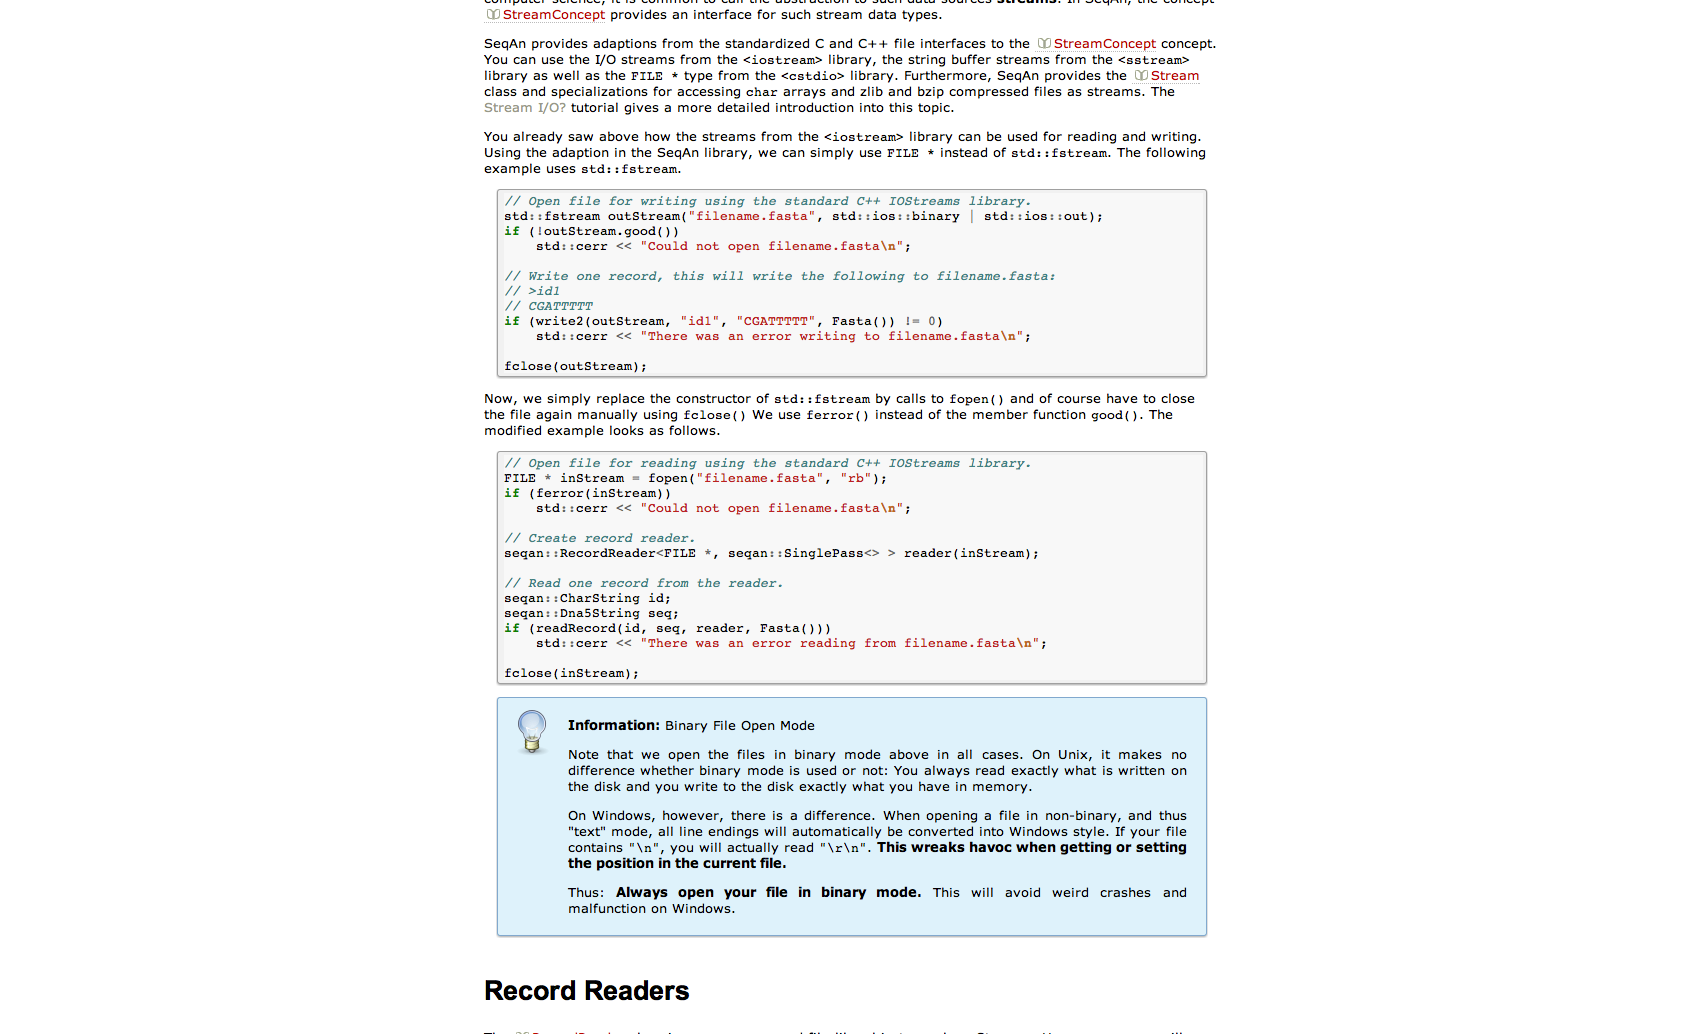 computer science, it is common to call the abstraction to such data sources streams. In SeqAn, the concept
StreamConcept provides an interface for such stream data types.
SeqAn provides adaptions from the standardized C and C++ file interfaces to the StreamConcept concept.
You can use the I/O streams from the <iostream> library, the string buffer streams from the <sstream>
library as well as the FILE * type from the <cstdio> library. Furthermore, SeqAn provides the Stream
class and specializations for accessing char arrays and zlib and bzip compressed files as streams. The
Stream I/O? tutorial gives a more detailed introduction into this topic.
You already saw above how the streams from the <iostream> library can be used for reading and writing.
Using the adaption in the SeqAn library, we can simply use FILE * instead of std::fstream. The following
example uses std::fstream.
// Open file for writing using the standard C++ IOStreams library.
std::fstream outStream("filename.fasta", std::ios::binary | std::ios::out);
if (!outStream.good())
    std::cerr << "Could not open filename.fasta\n";
// Write one record, this will write the following to filename.fasta:
// >id1
// CGATTTTT
if (write2(outStream, "id1", "CGATTTTT", Fasta()) != 0)
    std::cerr << "There was an error writing to filename.fasta\n";
fclose(outStream);
Now, we simply replace the constructor of std::fstream by calls to fopen() and of course have to close
the file again manually using fclose() We use ferror() instead of the member function good(). The
modified example looks as follows.
// Open file for reading using the standard C++ IOStreams library.
FILE * inStream = fopen("filename.fasta", "rb");
if (ferror(inStream))
    std::cerr << "Could not open filename.fasta\n";
// Create record reader.
seqan::RecordReader<FILE *, seqan::SinglePass<> > reader(inStream);
// Read one record from the reader.
seqan::CharString id;
seqan::Dna5String seq;
if (readRecord(id, seq, reader, Fasta()))
    std::cerr << "There was an error reading from filename.fasta\n";
fclose(inStream);
Information: Binary File Open Mode
Note that we open the files in binary mode above in all cases. On Unix, it makes no
difference whether binary mode is used or not: You always read exactly what is written on
the disk and you write to the disk exactly what you have in memory.
On Windows, however, there is a difference. When opening a file in non-binary, and thus
"text" mode, all line endings will automatically be converted into Windows style. If your file
contains "\n", you will actually read "\r\n". This wreaks havoc when getting or setting
the position in the current file.
Thus: Always open your file in binary mode. This will avoid weird crashes and
malfunction on Windows.
Record Readers